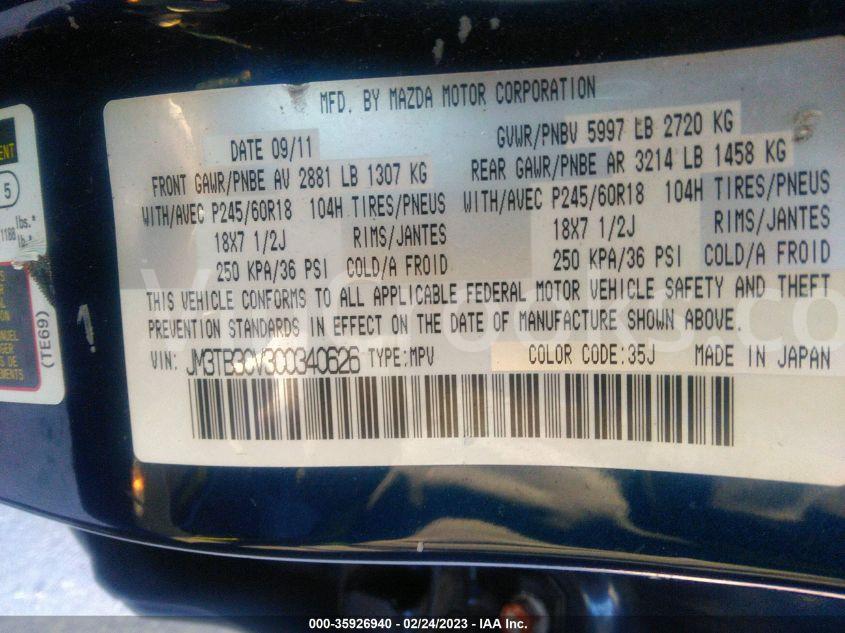 MFD. BY MAZDA MOTOR CORPORATION
DATE 09/11
GVWR/PNBV 5997 LB 2720 KG
FRONT GAWR/PNBE AV 2881 LB 1307 KG
REAR GAWR/PNBE AR 3214 LB 1458 KG
WITH/AVEC P245/60R18 104H TIRES/PNEUS
WITH/AVEC P245/60R18 104H TIRES/PNEUS
18X7 1/2J RIMS/JANTES
18X7 1/2J RIMS/JANTES
250 KPA/36 PSI COLD/A FROID
250 KPA/36 PSI COLD/A FROID
THIS VEHICLE CONFORMS TO ALL APPLICABLE FEDERAL MOTOR VEHICLE SAFETY AND THEFT
PREVENTION STANDARDS IN EFFECT ON THE DATE OF MANUFACTURE SHOWN ABOVE.
VIN: JM3TB3CV3C0340626 TYPE:MPV COLOR CODE:35J MADE IN JAPAN
5
lbs.*
1188 lb.*
(TE69)
000-35926940 - 02/24/2023 - IAA Inc.